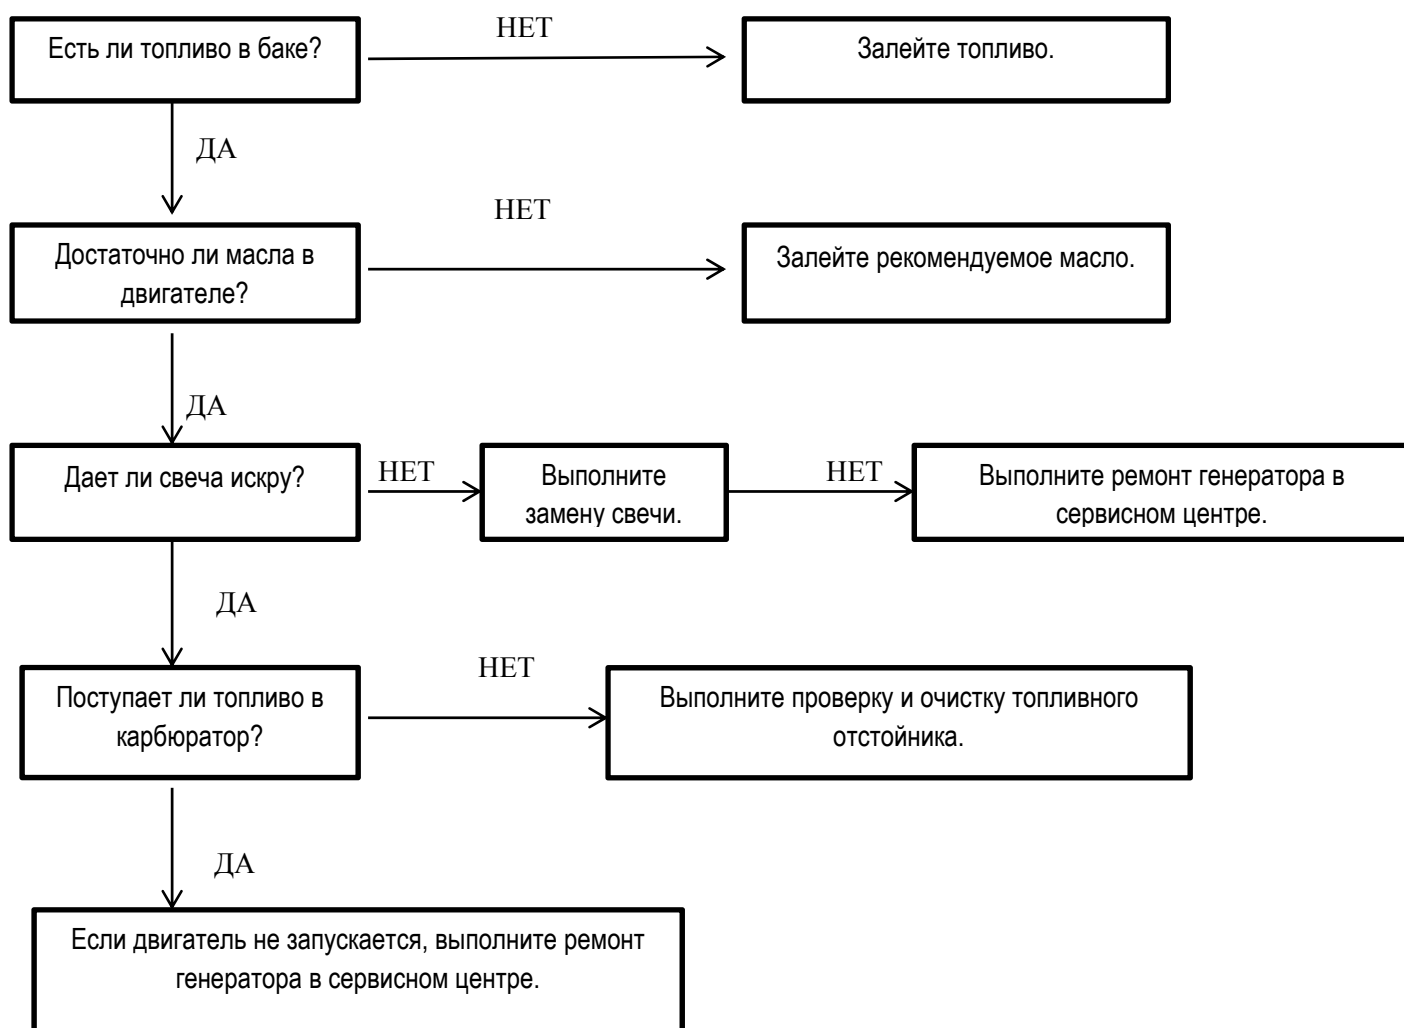 НЕТ
Есть ли топливо в баке?
Залейте топливо.
ДА
НЕТ
Достаточно ли масла в
двигателе?
Залейте рекомендуемое масло.
ДА
Дает ли свеча искру?
НЕТ
Выполните
замену свечи.
НЕТ
Выполните ремонт генератора в
сервисном центре.
ДА
НЕТ
Поступает ли топливо в
карбюратор?
Выполните проверку и очистку топливного
отстойника.
ДА
Если двигатель не запускается, выполните ремонт
генератора в сервисном центре.